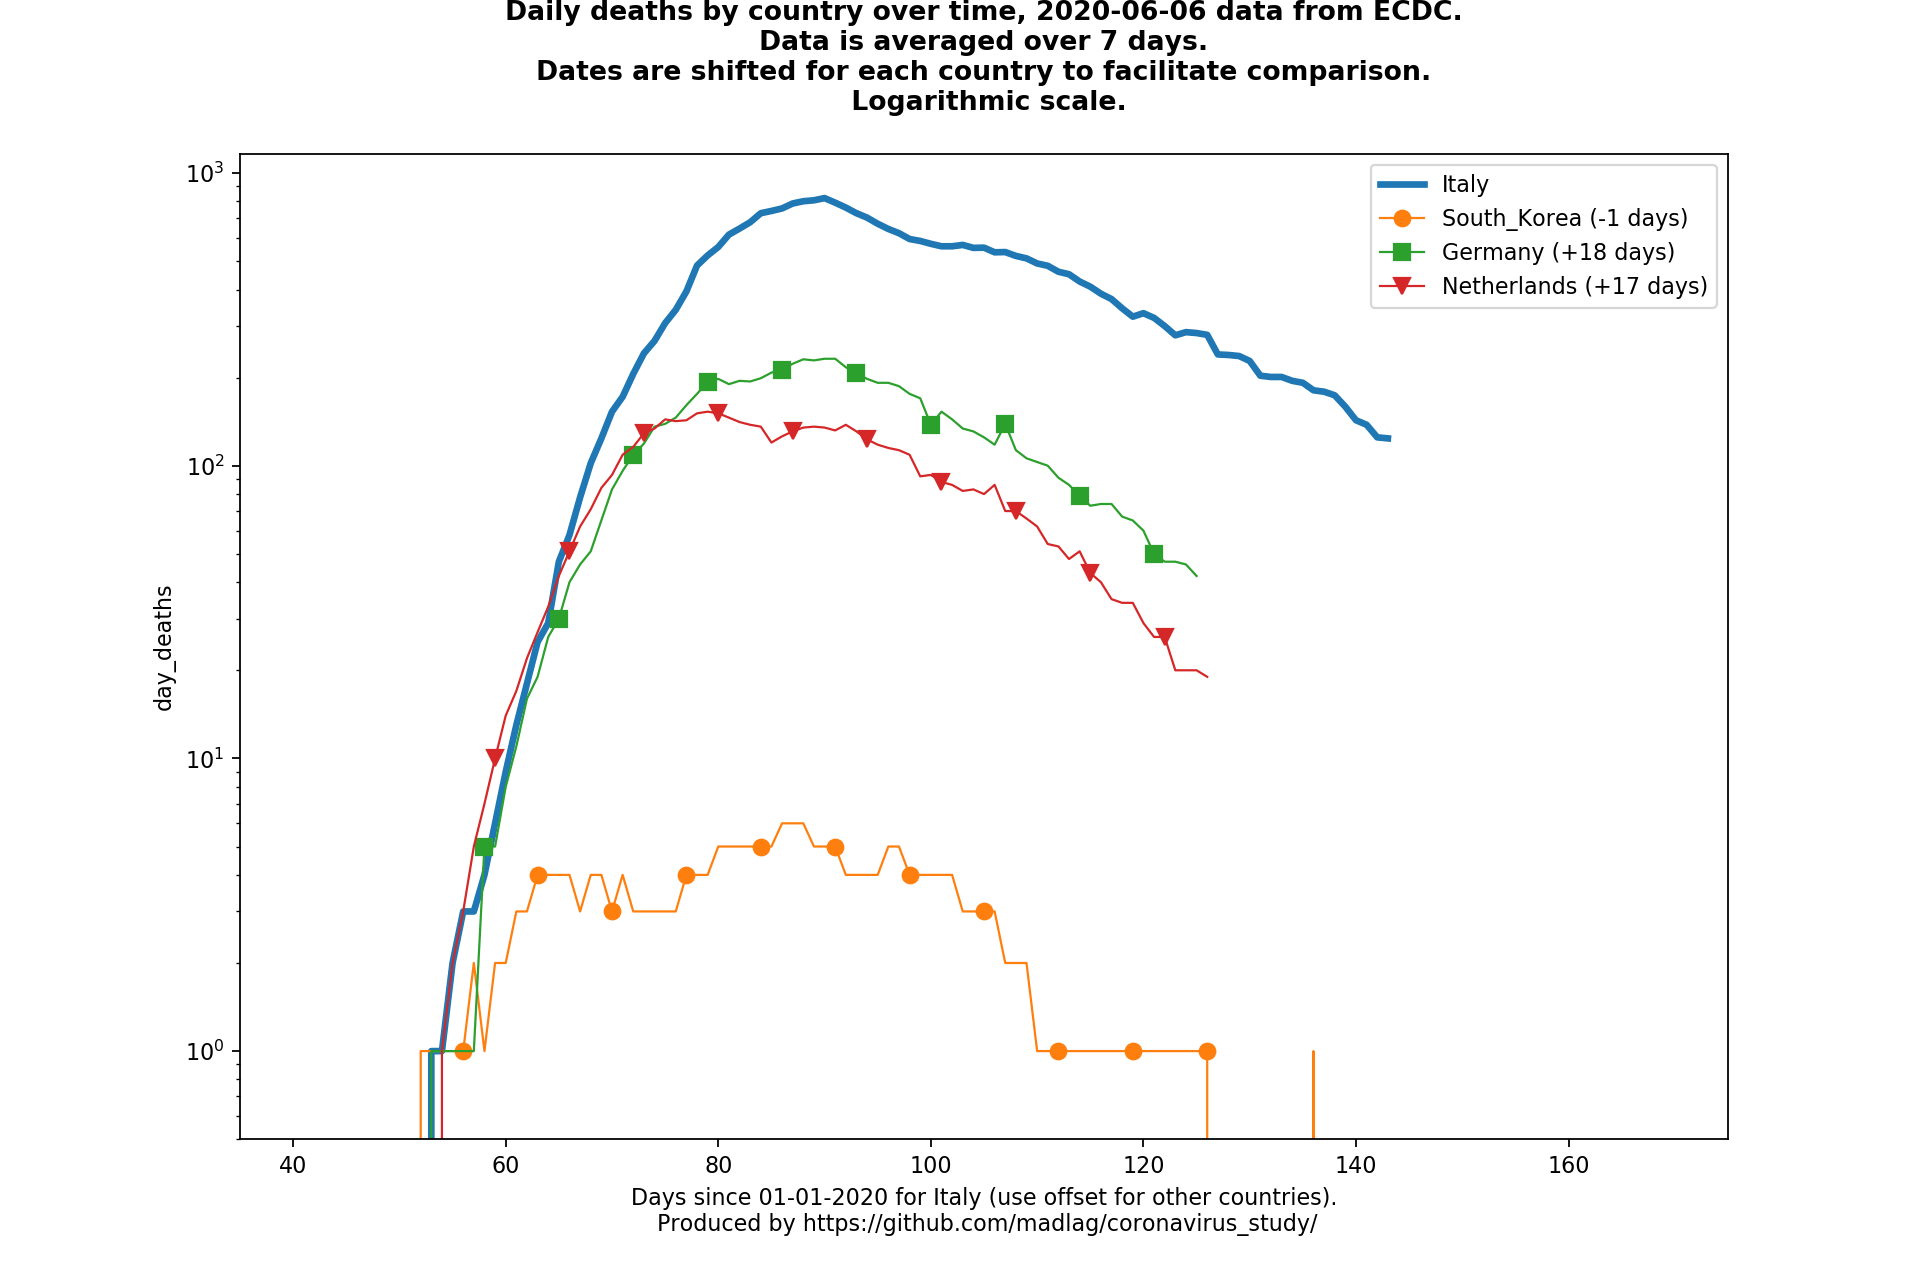 Daily deaths by country over time, 2020-06-06 data from ECDC.
Data is averaged over 7 days.
Dates are shifted for each country to facilitate comparison.
Logarithmic scale.
10³
10²
10¹
10⁰
day_deaths
Italy
South_Korea (-1 days)
Germany (+18 days)
Netherlands (+17 days)
40 60 80 100 120 140 160
Days since 01-01-2020 for Italy (use offset for other countries).
Produced by https://github.com/madlag/coronavirus_study/